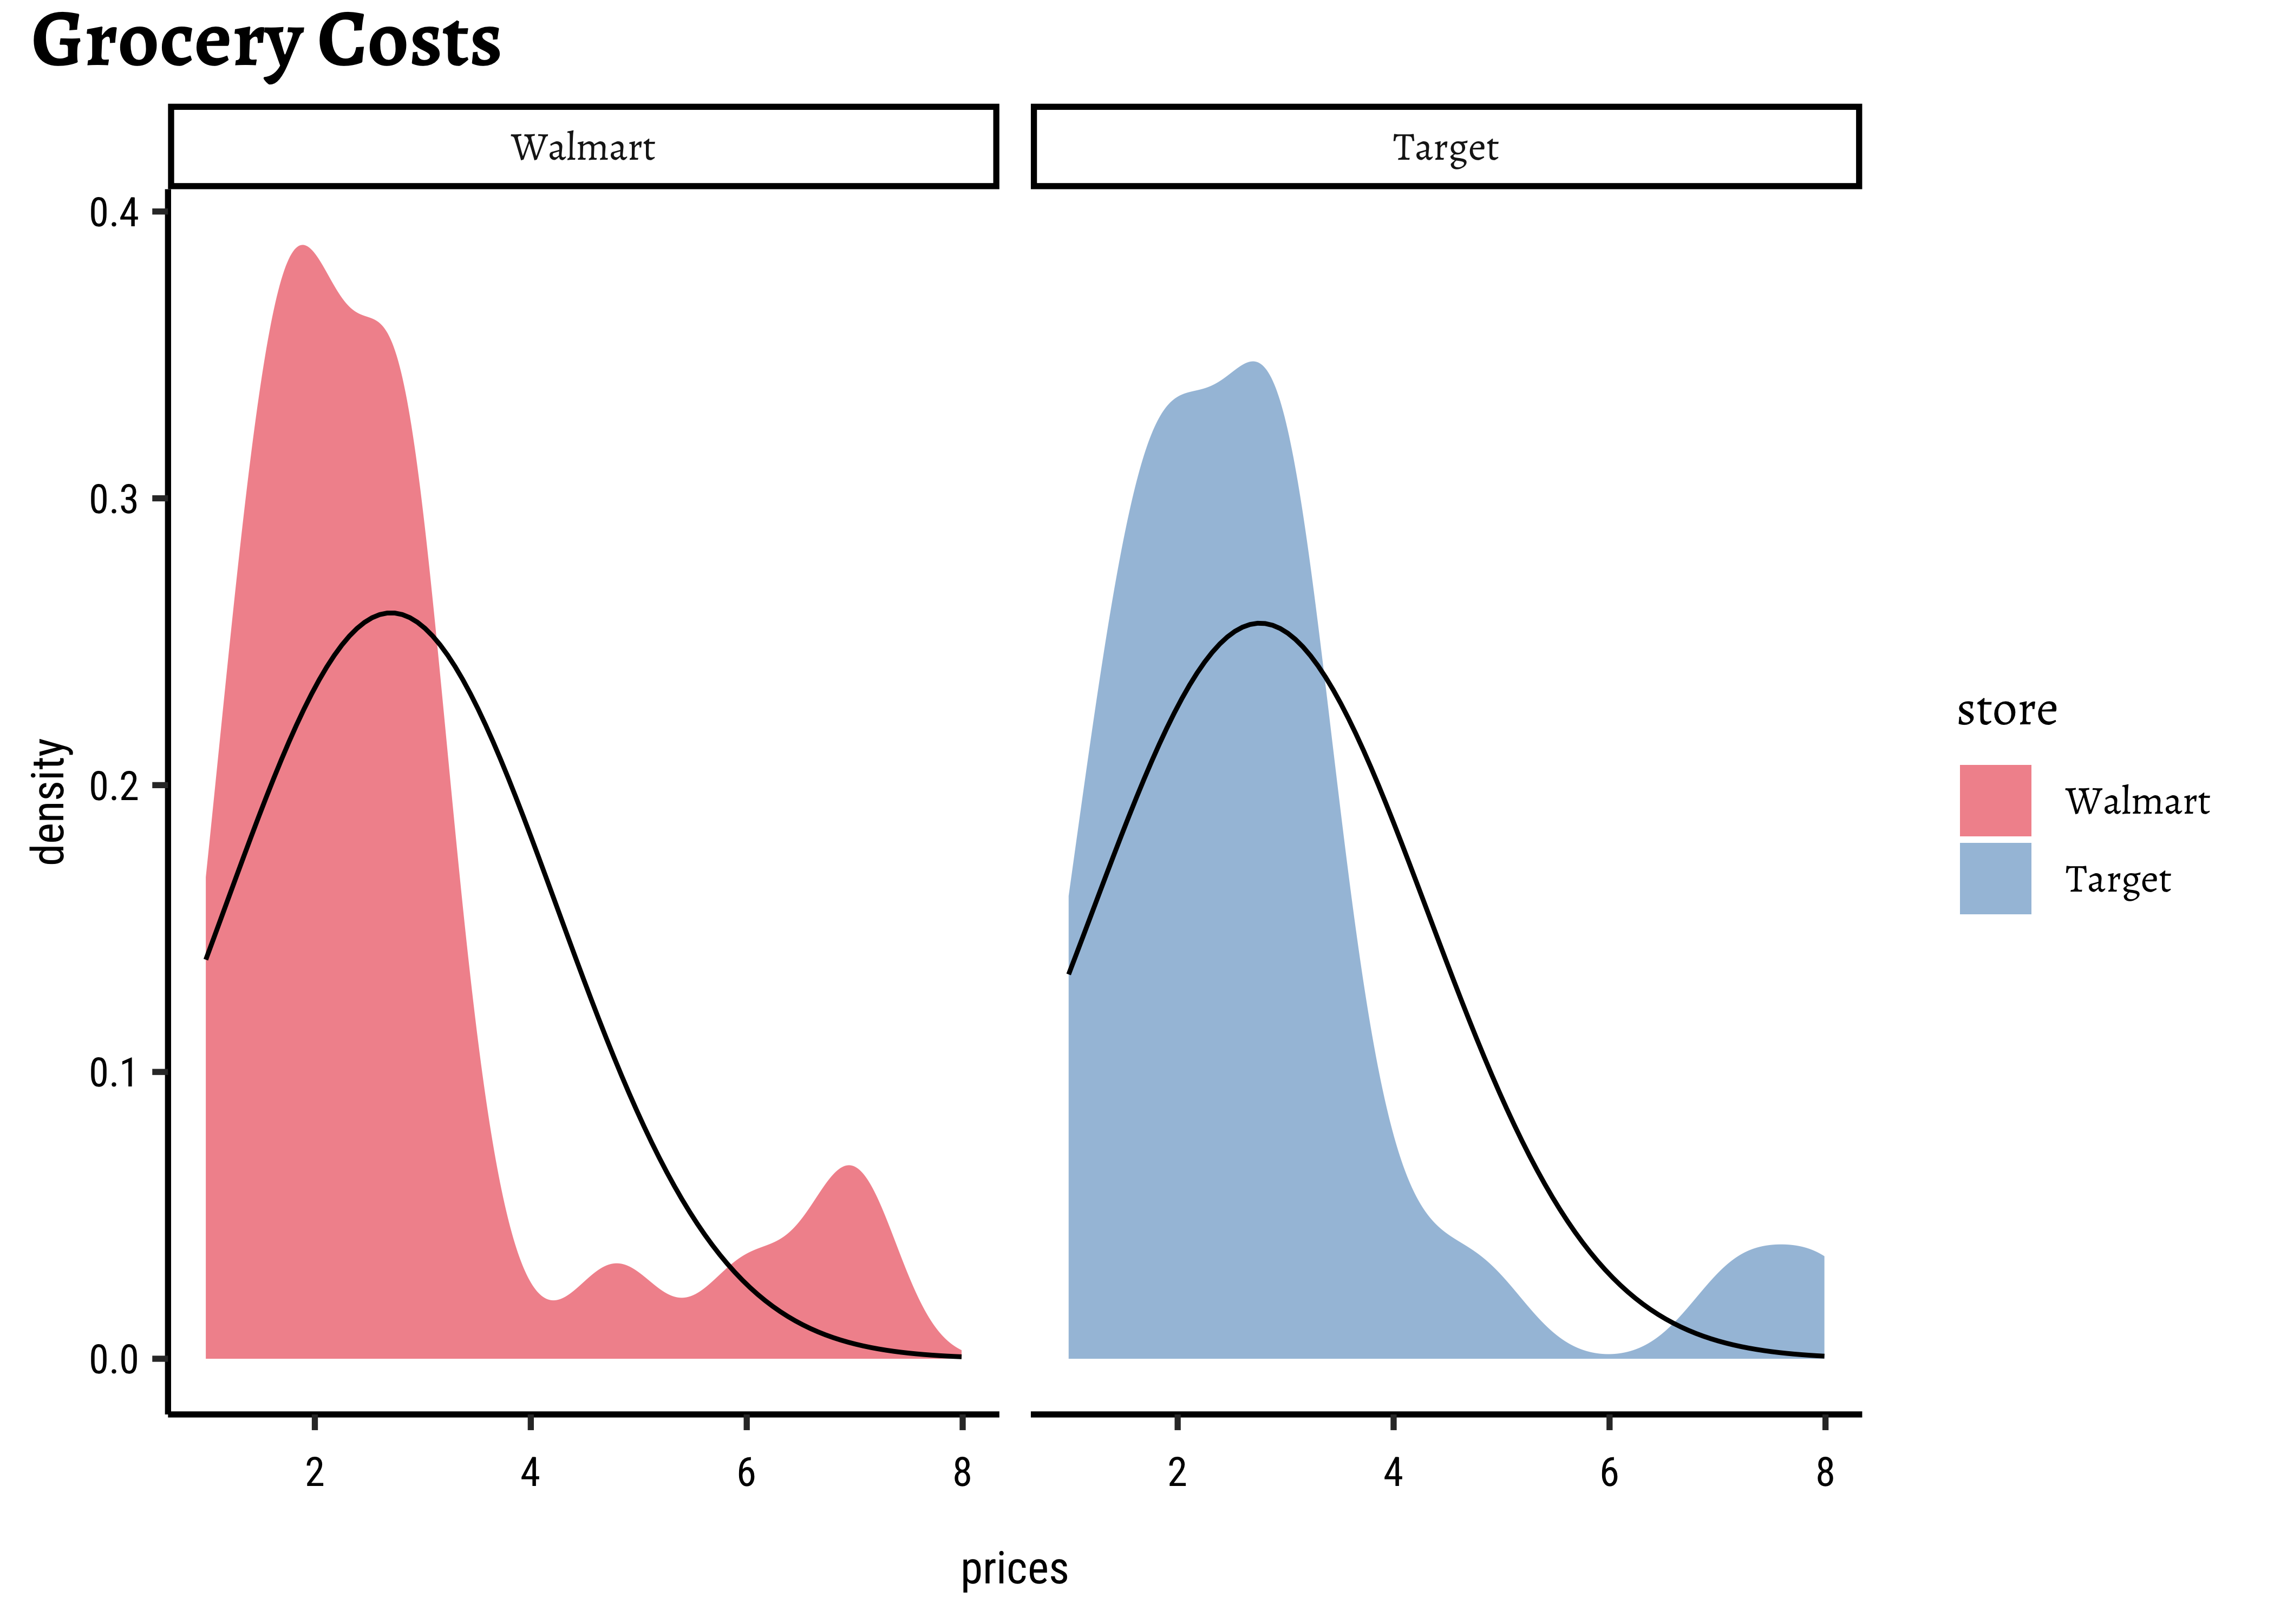 Grocery Costs
Walmart
Target
0.4
0.3
0.2
0.1
0.0
density
2 4 6 8
2 4 6 8
prices
store
Walmart
Target